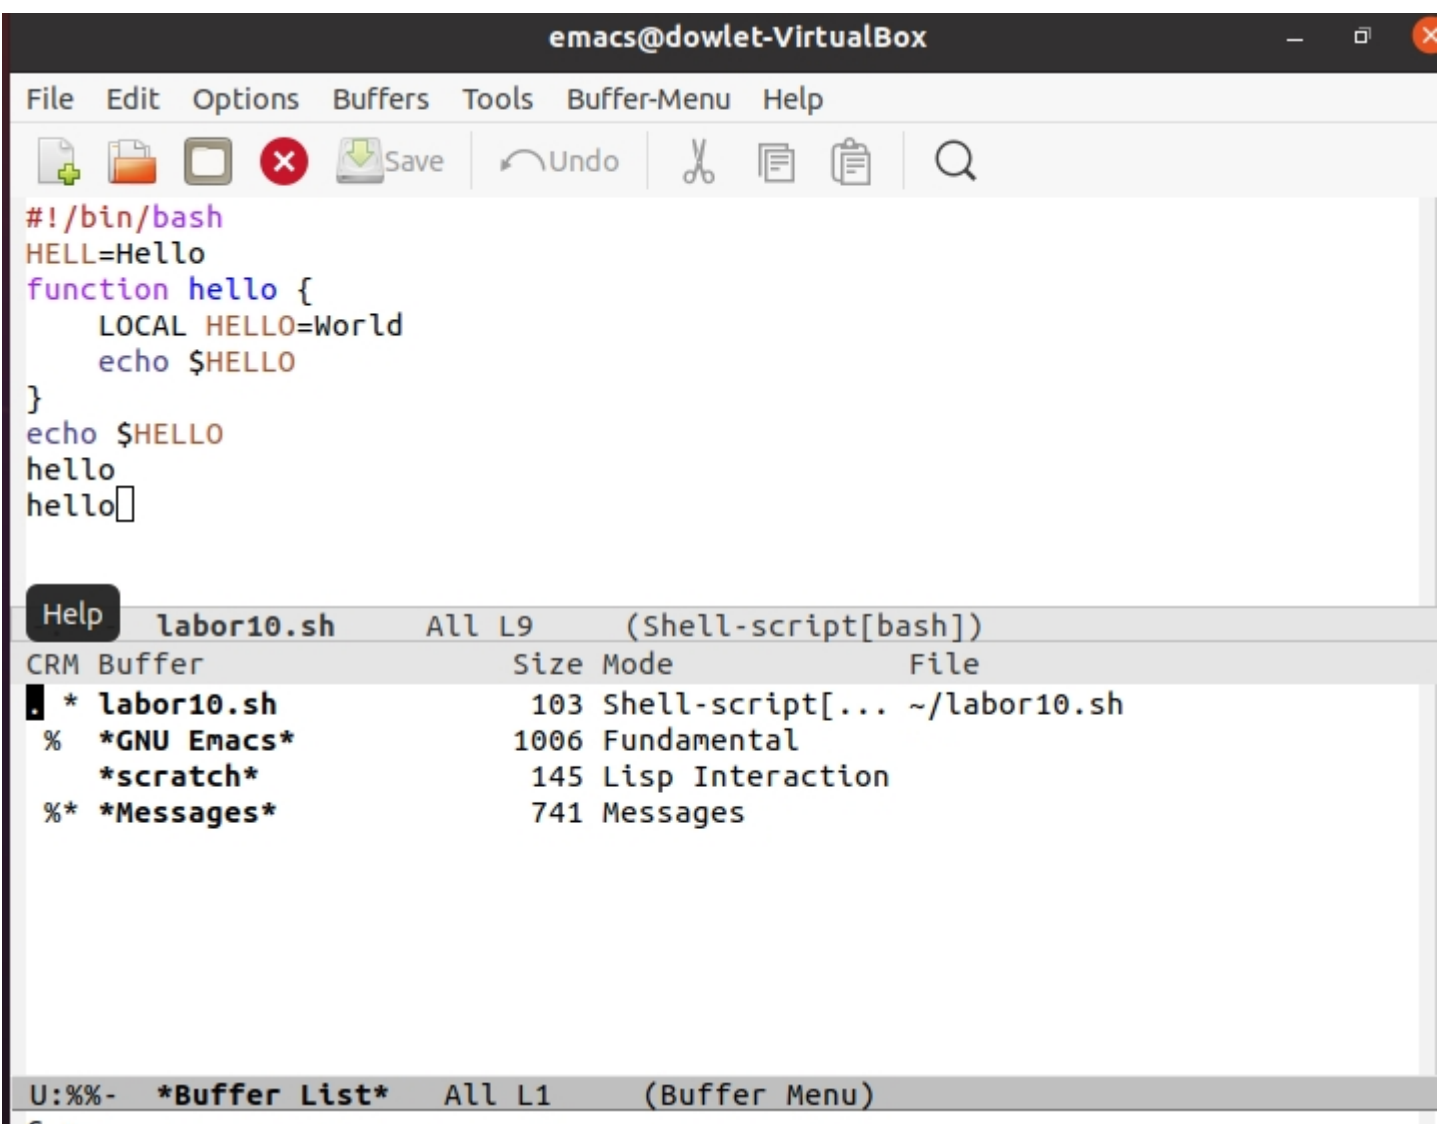 emacs@dowlet-VirtualBox
File Edit Options Buffers Tools Buffer-Menu Help
Save Undo
#!/bin/bash
HELL=Hello
function hello {
    LOCAL HELLO=World
    echo $HELLO
}
echo $HELLO
hello
hello
Help labor10.sh All L9 (Shell-script[bash])
CRM Buffer Size Mode File
. * labor10.sh 103 Shell-script[... ~/labor10.sh
% *GNU Emacs* 1006 Fundamental
*scratch* 145 Lisp Interaction
%* *Messages* 741 Messages
U:%%- *Buffer List* All L1 (Buffer Menu)